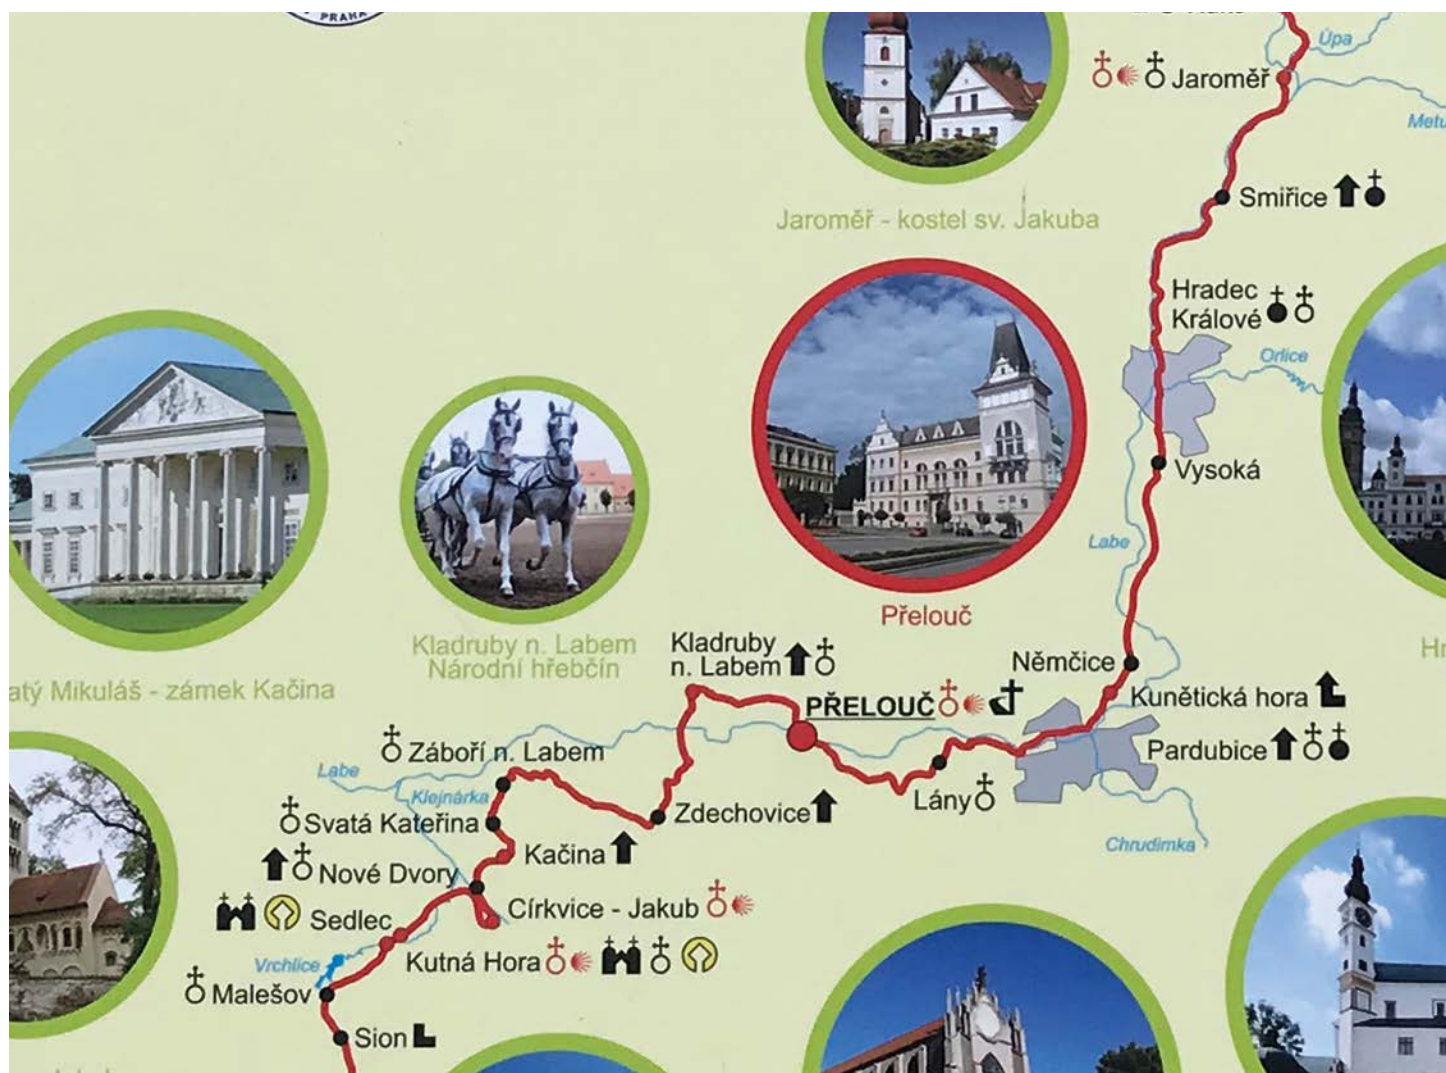 PRAHA
Úpa
Jaroměř
Smiřice
Jaroměř - kostel sv. Jakuba
Hradec
Králové
Orlice
Vysoká
Labe
Přelouč
Kladruby n. Labem
Národní hřebčín
Kladruby
n. Labem
Němčice
atý Mikuláš - zámek Kačina
PŘELOUČ
Kunětická hora
Záboří n. Labem
Pardubice
Labe
Klejnárka
Lány
Zdechovice
Svatá Kateřina
Chrudimka
Kačina
Nové Dvory
Církvice - Jakub
Sedlec
Kutná Hora
Vrchlice
Malešov
Sion